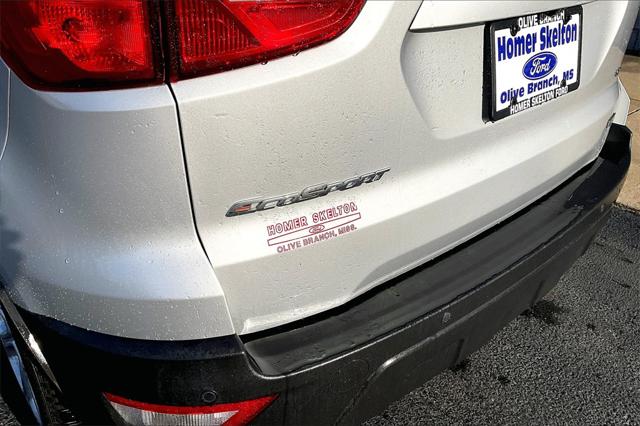 OLIVE BRANCH
Homer Skelton
Ford
Olive Branch, MS
HOMER SKELTON FORD
ECOSPORT
HOMER SKELTON
OLIVE BRANCH, MISS.